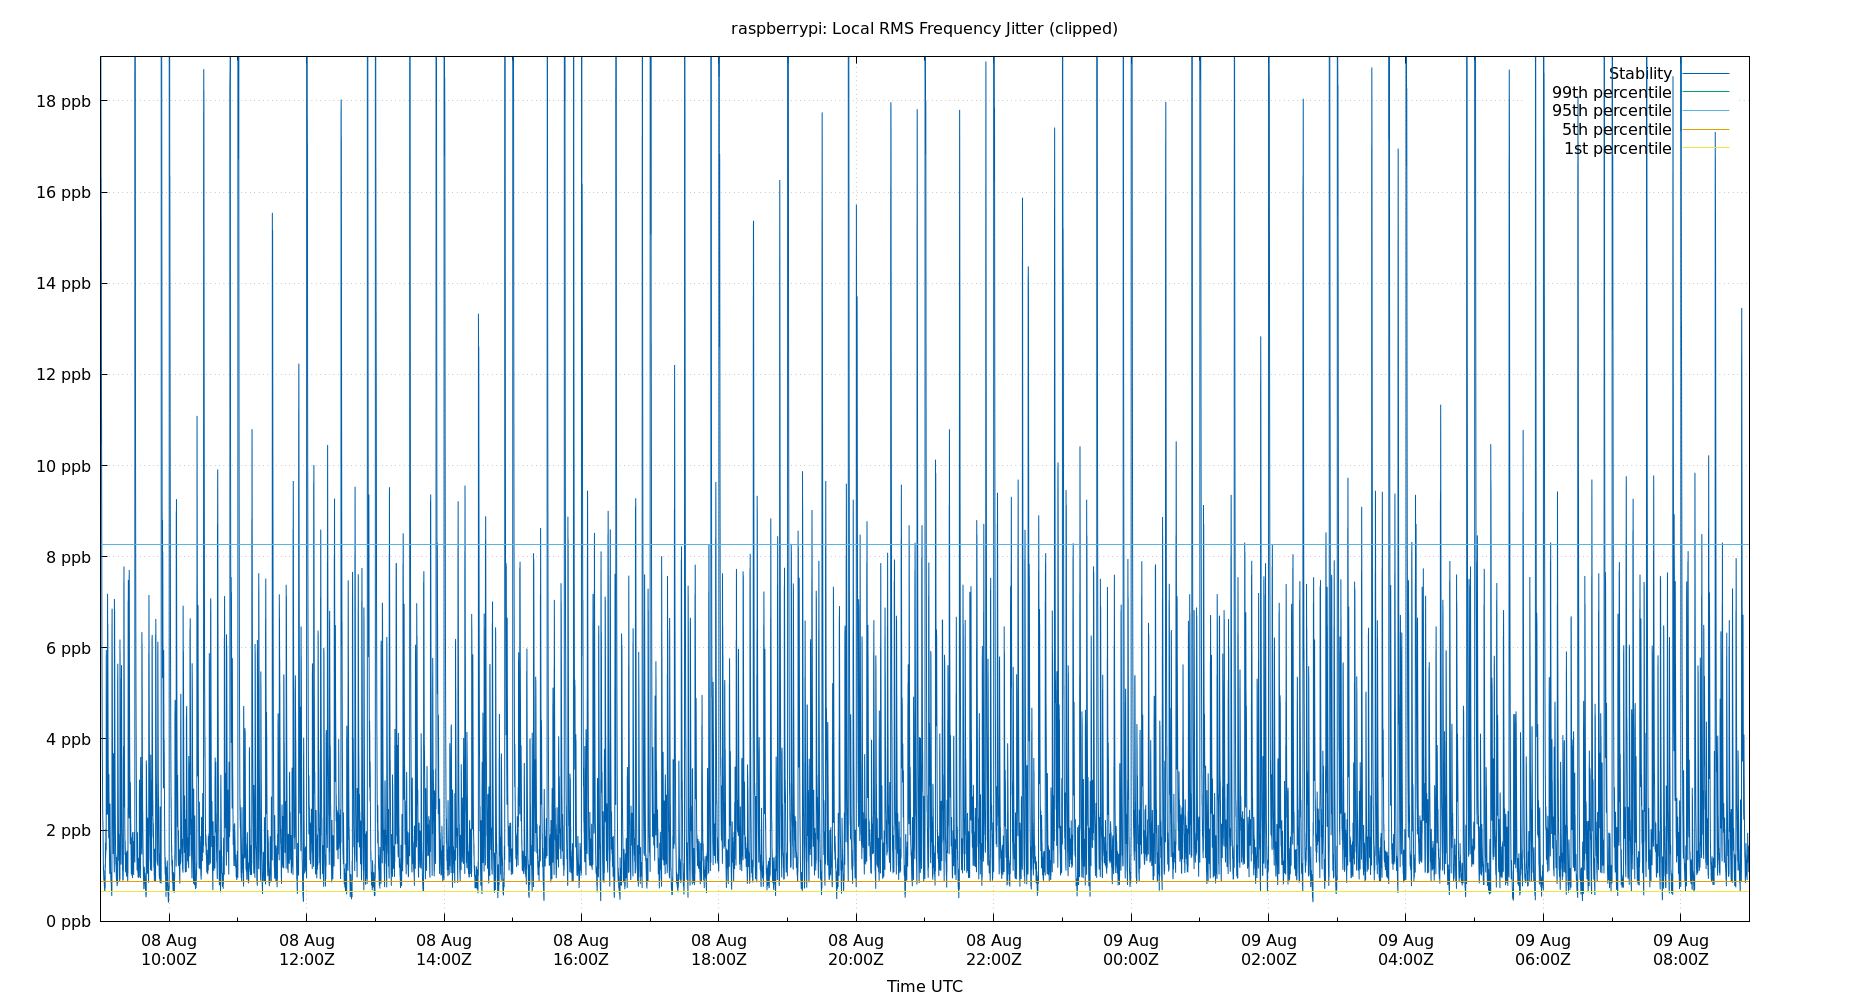 raspberrypi: Local RMS Frequency Jitter (clipped)
Stability
99th percentile
95th percentile
5th percentile
1st percentile
18 ppb
16 ppb
14 ppb
12 ppb
10 ppb
8 ppb
6 ppb
4 ppb
2 ppb
0 ppb
08 Aug 08 Aug 08 Aug 08 Aug 08 Aug 08 Aug 08 Aug 09 Aug 09 Aug 09 Aug 09 Aug 09 Aug
10:00Z 12:00Z 14:00Z 16:00Z 18:00Z 20:00Z 22:00Z 00:00Z 02:00Z 04:00Z 06:00Z 08:00Z
Time UTC